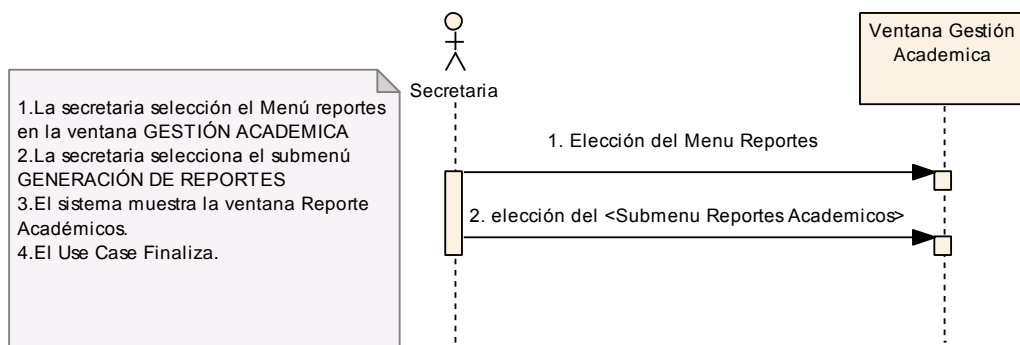 1.La secretaria selección el Menú reportes
en la ventana GESTIÓN ACADEMICA
2.La secretaria selecciona el submenú
GENERACIÓN DE REPORTES
3.El sistema muestra la ventana Reporte
Académicos.
4.El Use Case Finaliza.
Secretaria
Ventana Gestión
Academica
1. Elección del Menu Reportes
2. elección del <Submenu Reportes Academicos>